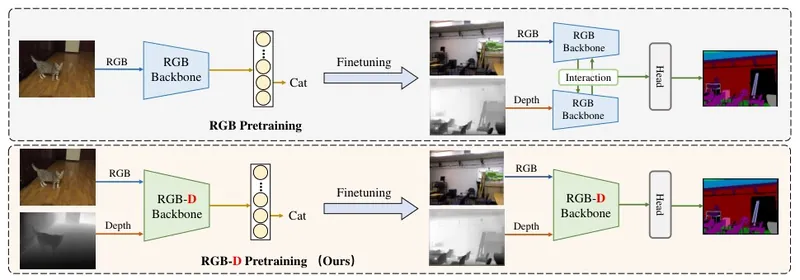 RGB
RGB
Backbone
Cat
RGB Pretraining
Finetuning
RGB
Depth
RGB
Backbone
Interaction
RGB
Backbone
Head
RGB
Depth
RGB-D
Backbone
Cat
RGB-D Pretraining （Ours）
Finetuning
RGB
Depth
RGB-D
Backbone
Head